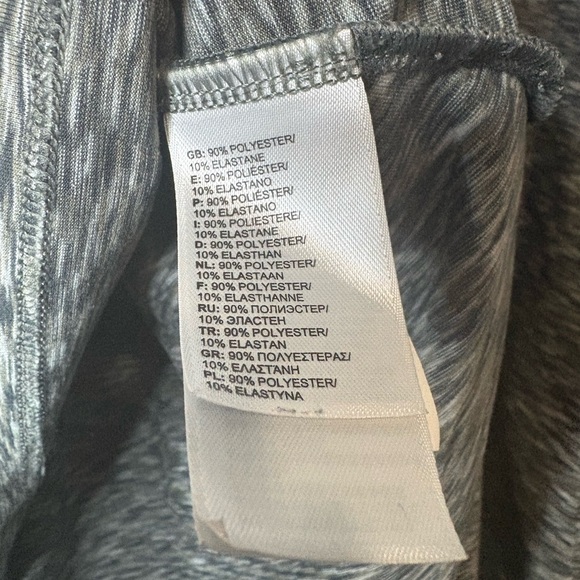 GB: 90% POLYESTER/
10% ELASTANE
E: 90% POLIÉSTER/
10% ELASTANO
P: 90% POLIÉSTER/
10% ELASTANO
I: 90% POLIESTERE/
10% ELASTANE
D: 90% POLYESTER/
10% ELASTHAN
NL: 90% POLYESTER/
10% ELASTAAN
F: 90% POLYESTER/
10% ELASTHANNE
RU: 90% ПОЛИЭСТЕР/
10% ЭЛАСТЕН
TR: 90% POLYESTER/
10% ELASTAN
GR: 90% ΠΟΛΥΕΣΤΕΡΑΣ/
10% ΕΛΑΣΤΑΝΗ
PL: 90% POLYESTER/
10% ELASTYNA